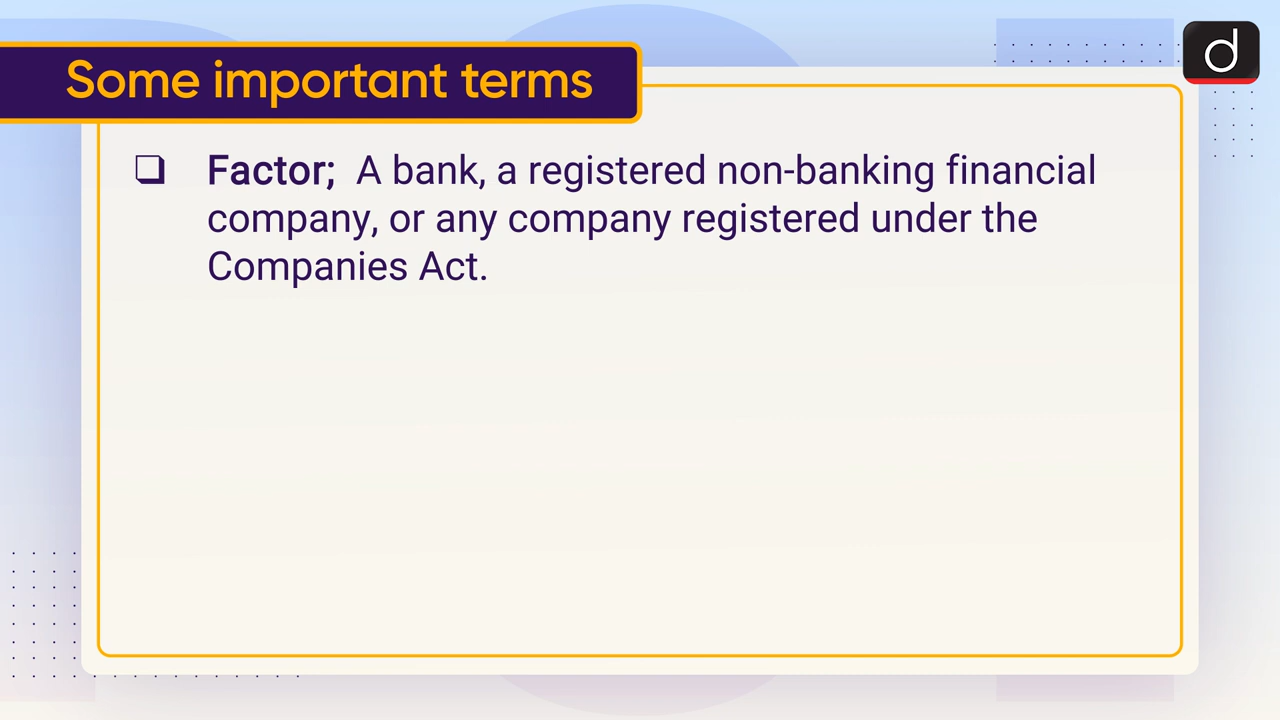 Some important terms
❑ Factor; A bank, a registered non-banking financial
company, or any company registered under the
Companies Act.
d